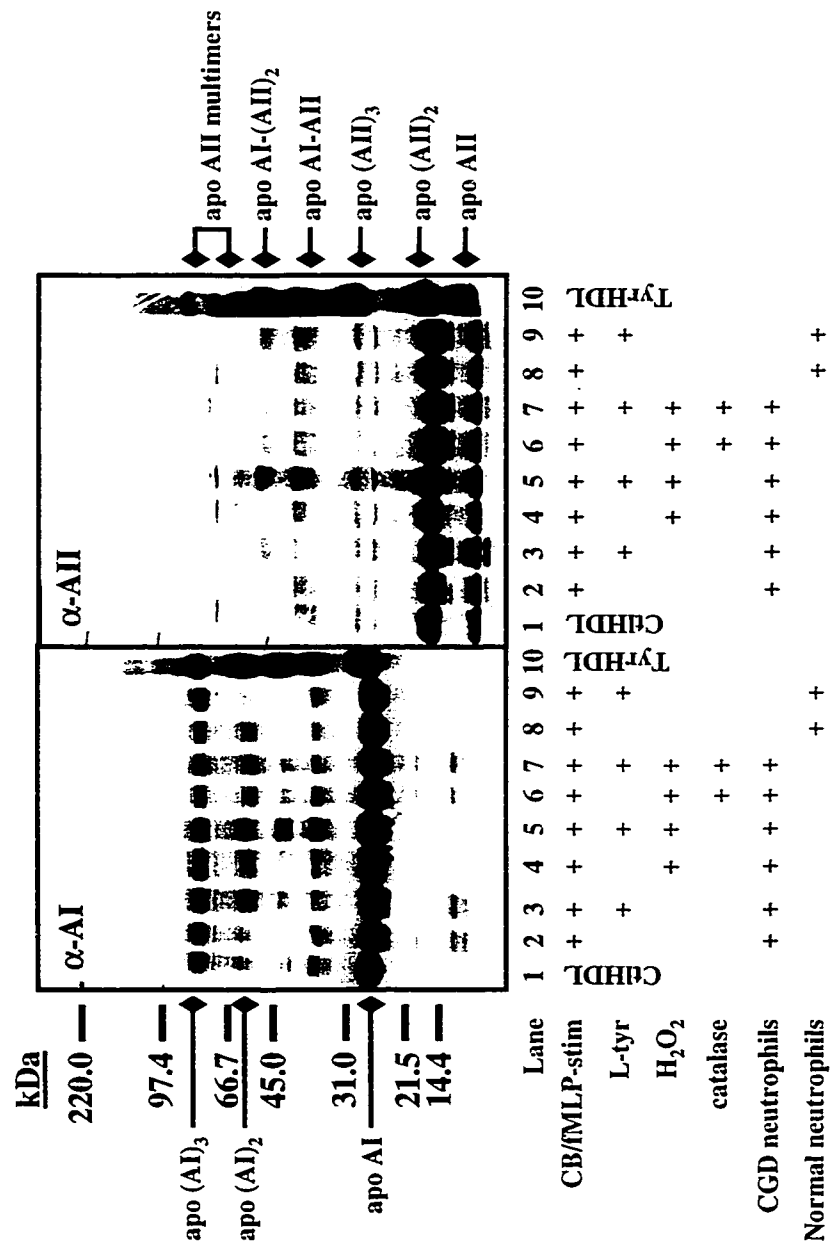 kDa
220.0
97.4
66.7
45.0
31.0
21.5
14.4
apo (AI)3
apo (AI)2
apo AI
α-AI
α-AII
apo AII multimers
apo AI-(AII)2
apo AI-AII
apo (AII)3
apo (AII)2
apo AII
Lane 1 2 3 4 5 6 7 8 9 10 1 2 3 4 5 6 7 8 9 10
CtlHDL TyrHDL CtlHDL TyrHDL
CB/fMLP-stim + + + + + + + + + + + + + + + +
L-tyr + + + + + + + +
H2O2 + + + + + + + +
catalase + + + +
CGD neutrophils + + + + + + + + + + + +
Normal neutrophils + + + +